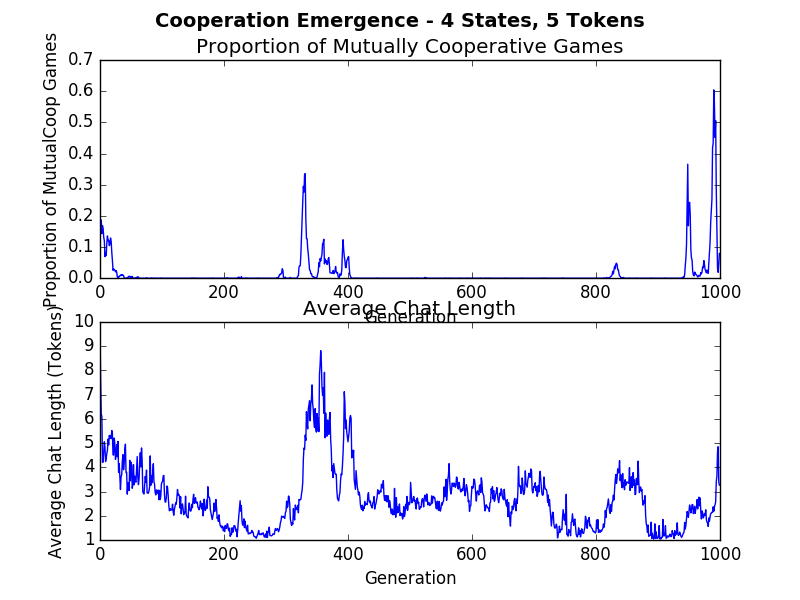 Cooperation Emergence - 4 States, 5 Tokens
Proportion of Mutually Cooperative Games
Proportion of MutualCoop Games
0.7
0.6
0.5
0.4
0.3
0.2
0.1
0.0
0 200 400 600 800 1000
Generation
Average Chat Length
Average Chat Length (Tokens)
10
9
8
7
6
5
4
3
2
1
0 200 400 600 800 1000
Generation